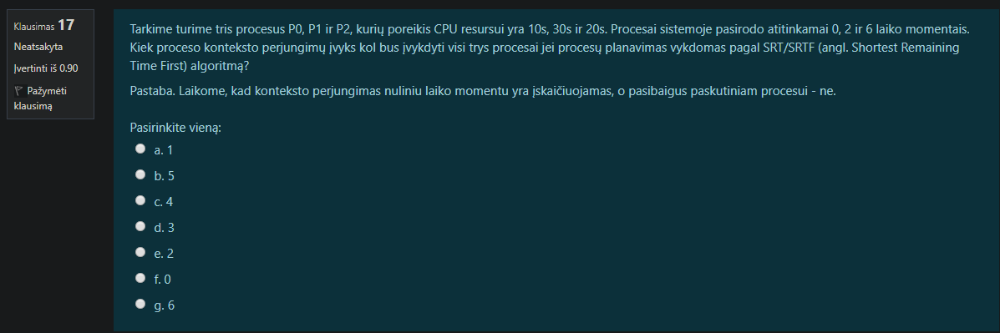 Klausimas 17
Neatsakyta
Įvertinti iš 0.90
Pažymėti
klausimą
Tarkime turime tris procesus P0, P1 ir P2, kurių poreikis CPU resursui yra 10s, 30s ir 20s. Procesai sistemoje pasirodo atitinkamai 0, 2 ir 6 laiko momentais.
Kiek proceso konteksto perjungimų įvyks kol bus įvykdyti visi trys procesai jei procesų planavimas vykdomas pagal SRT/SRTF (angl. Shortest Remaining
Time First) algoritmą?
Pastaba. Laikome, kad konteksto perjungimas nuliniu laiko momentu yra įskaičiuojamas, o pasibaigus paskutiniam procesui - ne.
Pasirinkite vieną:
a. 1
b. 5
c. 4
d. 3
e. 2
f. 0
g. 6